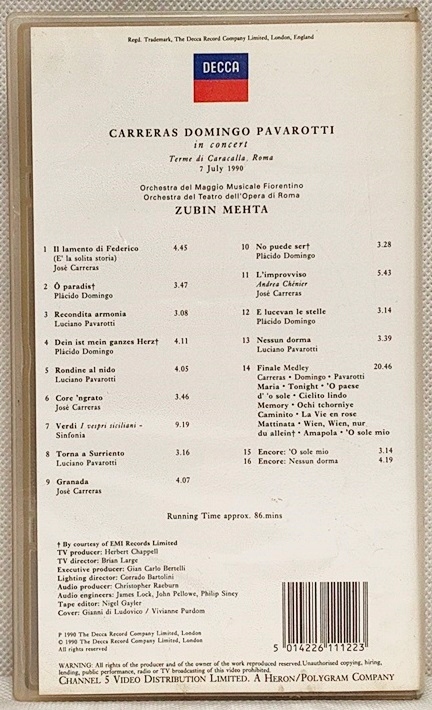 Regd. Trademark, The Decca Record Company Limited, London, England
DECCA
CARRERAS DOMINGO PAVAROTTI
in concert
Terme di Caracalla, Roma
7 July 1990
Orchestra del Maggio Musicale Fiorentino
Orchestra del Teatro dell'Opera di Roma
ZUBIN MEHTA
1 Il lamento di Federico 4.45
(E' la solita storia)
José Carreras
2 Ô paradis† 3.47
Plácido Domingo
3 Recondita armonia 3.08
Luciano Pavarotti
4 Dein ist mein ganzes Herz† 4.11
Plácido Domingo
5 Rondine al nido 4.05
Luciano Pavarotti
6 Core 'ngrato 3.46
José Carreras
7 Verdi I vespri siciliani – 9.19
Sinfonia
8 Torna a Surriento 3.16
Luciano Pavarotti
9 Granada 4.07
José Carreras
10 No puede ser† 3.28
Plácido Domingo
11 L'improvviso 5.43
Andrea Chénier
José Carreras
12 E lucevan le stelle 3.14
Plácido Domingo
13 Nessun dorma 3.39
Luciano Pavarotti
14 Finale Medley 20.46
Carreras • Domingo • Pavarotti
Maria • Tonight • 'O paese
d' 'o sole • Cielito lindo
Memory • Ochi tchorniye
Caminito • La Vie en rose
Mattinata • Wien, Wien, nur
du allein† • Amapola • 'O sole mio
15 Encore: 'O sole mio 3.14
16 Encore: Nessun dorma 4.19
Running Time approx. 86.mins
† By courtesy of EMI Records Limited
TV producer: Herbert Chappell
TV director: Brian Large
Executive producer: Gian Carlo Bertelli
Lighting director: Corrado Bartolini
Audio producer: Christopher Raeburn
Audio engineers: James Lock, John Pellowe, Philip Siney
Tape editor: Nigel Gayler
Cover: Gianni di Ludovico / Vivianne Purdom
P 1990 The Decca Record Company Limited, London
© 1990 The Decca Record Company Limited, London
All rights reserved
5 014226 111223
WARNING: All rights of the producer and of the owner of the work reproduced reserved. Unauthorised copying, hiring,
lending, public performance, radio or TV broadcasting of this video prohibited.
CHANNEL 5 VIDEO DISTRIBUTION LIMITED. A HERON/POLYGRAM COMPANY